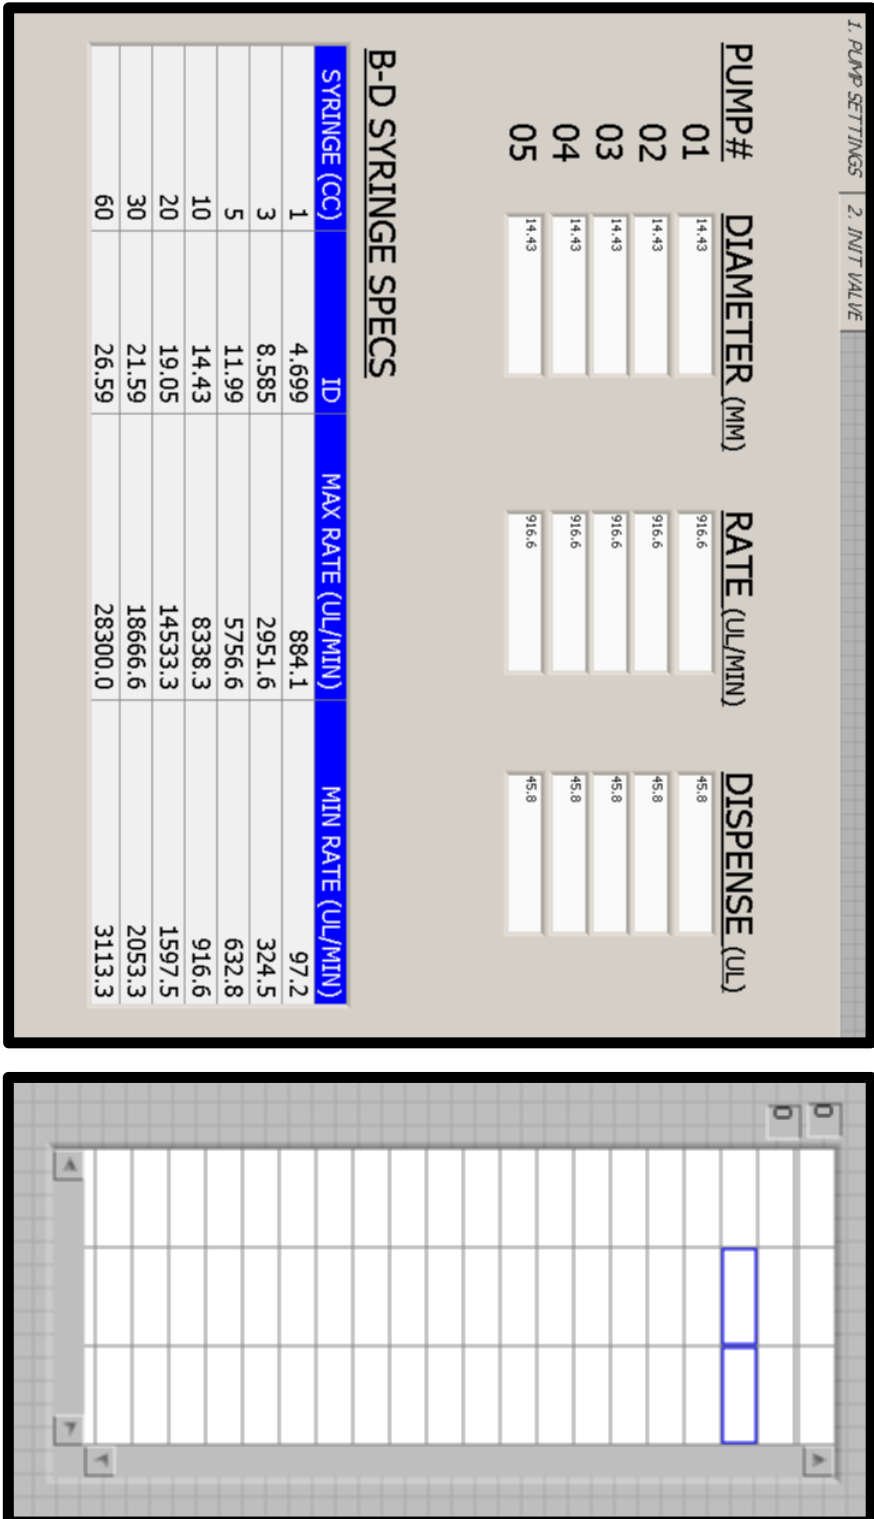 1. PUMP SETTINGS 2. INIT VALVE
PUMP# DIAMETER (MM) RATE (UL/MIN) DISPENSE (UL)
01 14.43 916.6 45.8
02 14.43 916.6 45.8
03 14.43 916.6 45.8
04 14.43 916.6 45.8
05 14.43 916.6 45.8
B-D SYRINGE SPECS
SYRINGE (CC) ID MAX RATE (UL/MIN) MIN RATE (UL/MIN)
1 4.699 884.1 97.2
3 8.585 2951.6 324.5
5 11.99 5756.6 632.8
10 14.43 8338.3 916.6
20 19.05 14533.3 1597.5
30 21.59 18666.6 2053.3
60 26.59 28300.0 3113.3
0
0